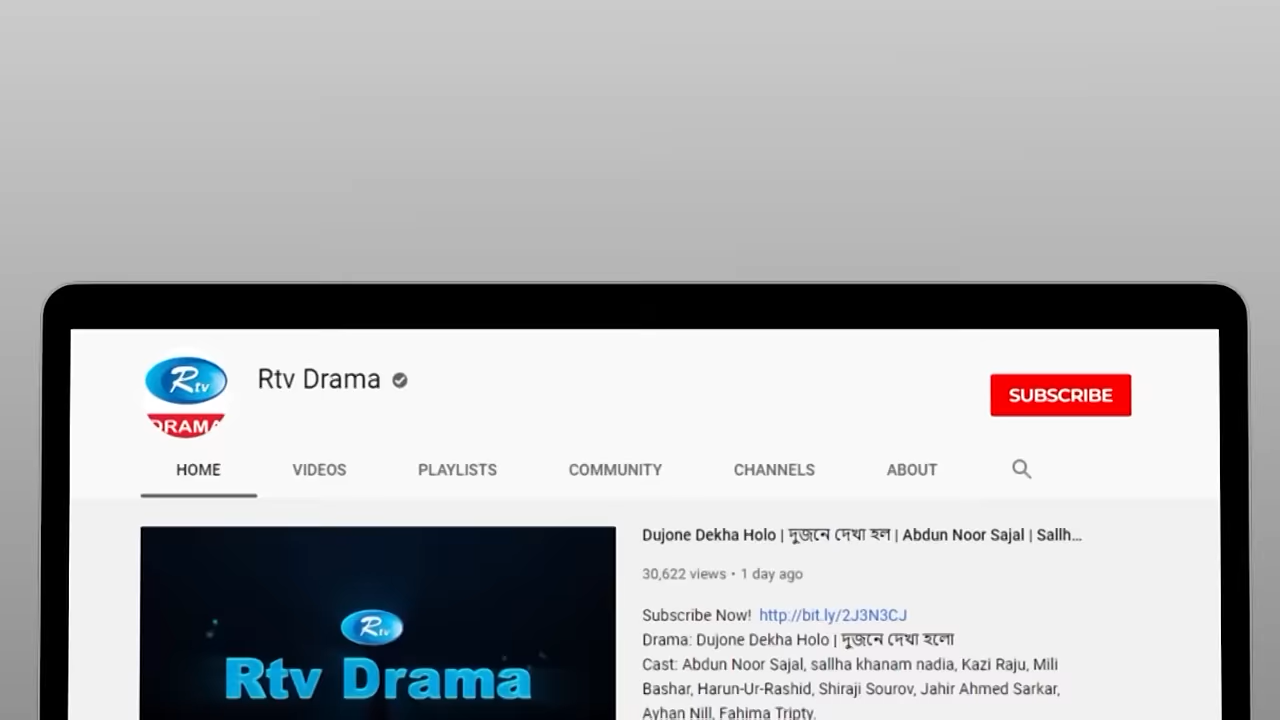 Rtv
DRAMA
Rtv Drama
SUBSCRIBE
HOME VIDEOS PLAYLISTS COMMUNITY CHANNELS ABOUT
Rtv
Rtv Drama
Dujone Dekha Holo | দুজনে দেখা হল | Abdun Noor Sajal | Sallh...
30,622 views • 1 day ago
Subscribe Now! http://bit.ly/2J3N3CJ
Drama: Dujone Dekha Holo | দুজনে দেখা হলো
Cast: Abdun Noor Sajal, sallha khanam nadia, Kazi Raju, Mili
Bashar, Harun-Ur-Rashid, Shiraji Sourov, Jahir Ahmed Sarkar,
Ayhan Nill, Fahima Tripty.